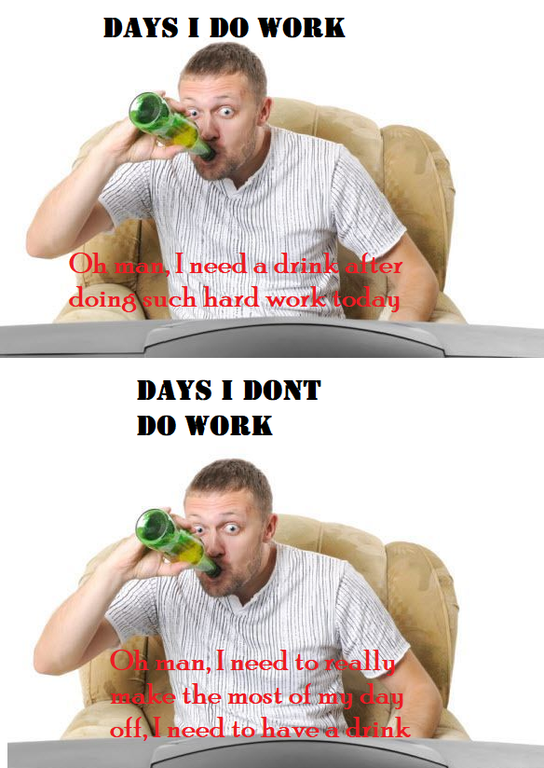 DAYS I DO WORK
Oh man, I need a drink after
doing such hard work today
DAYS I DONT
DO WORK
Oh man, I need to really
make the most of my day
off, I need to have a drink